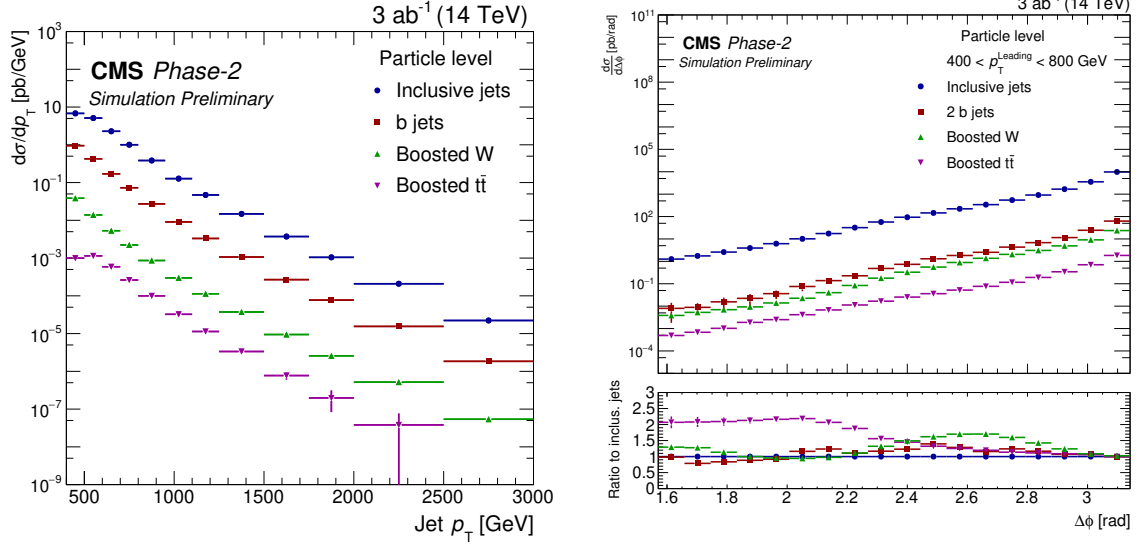 3 ab⁻¹ (14 TeV)
CMS Phase-2
Simulation Preliminary
Particle level
Inclusive jets
b jets
Boosted W
Boosted tt̄
dσ/dp_T [pb/GeV]
10³
10
10⁻¹
10⁻³
10⁻⁵
10⁻⁷
10⁻⁹
500 1000 1500 2000 2500 3000
Jet p_T [GeV]
3 ab⁻¹ (14 TeV)
CMS Phase-2
Simulation Preliminary
Particle level
400 < p_T^Leading < 800 GeV
Inclusive jets
2 b jets
Boosted W
Boosted tt̄
dσ/dΔϕ [pb/rad]
10¹¹
10⁸
10⁵
10²
10⁻¹
10⁻⁴
Ratio to inclus. jets
3
2.5
2
1.5
1
0.5
0
1.6 1.8 2 2.2 2.4 2.6 2.8 3
Δϕ [rad]